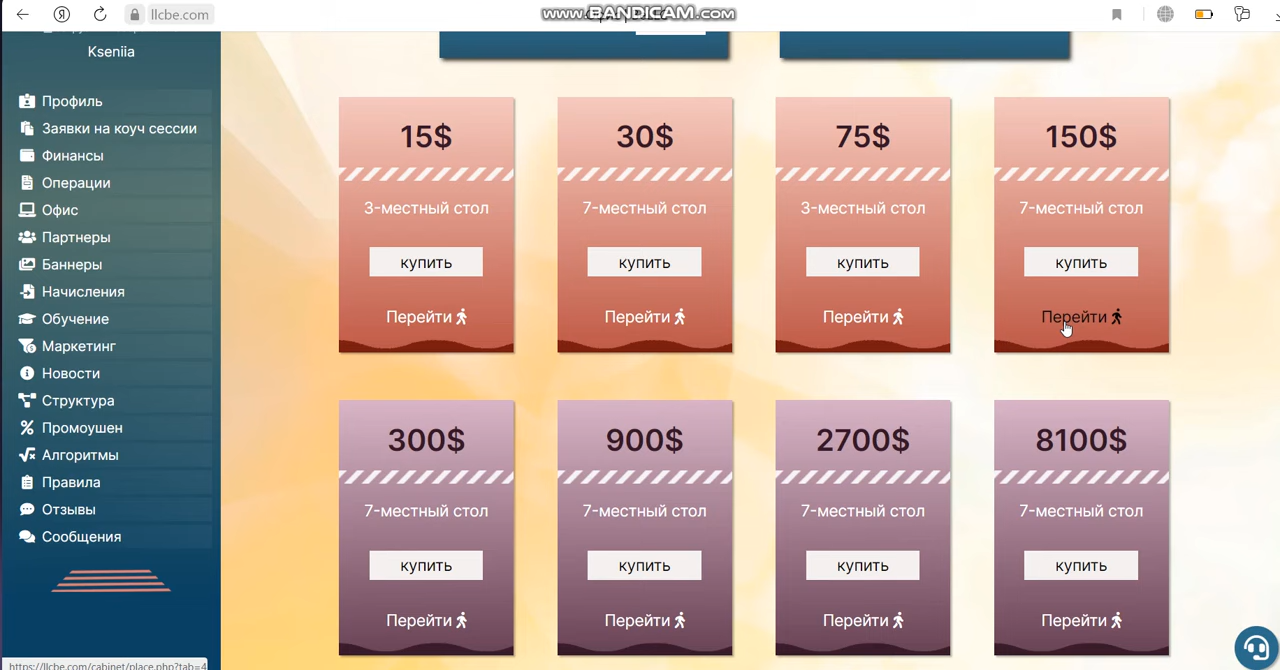 llcbe.com
www.BANDICAM.com
Kseniia
Профиль
Заявки на коуч сессии
Финансы
Операции
Офис
Партнеры
Баннеры
Начисления
Обучение
Маркетинг
Новости
Структура
Промоушен
Алгоритмы
Правила
Отзывы
Сообщения
15$
30$
75$
150$
3-местный стол
7-местный стол
3-местный стол
7-местный стол
купить
купить
купить
купить
Перейти
Перейти
Перейти
Перейти
300$
900$
2700$
8100$
7-местный стол
7-местный стол
7-местный стол
7-местный стол
купить
купить
купить
купить
Перейти
Перейти
Перейти
Перейти
https://llcbe.com/cabinet/place.php?tab=4